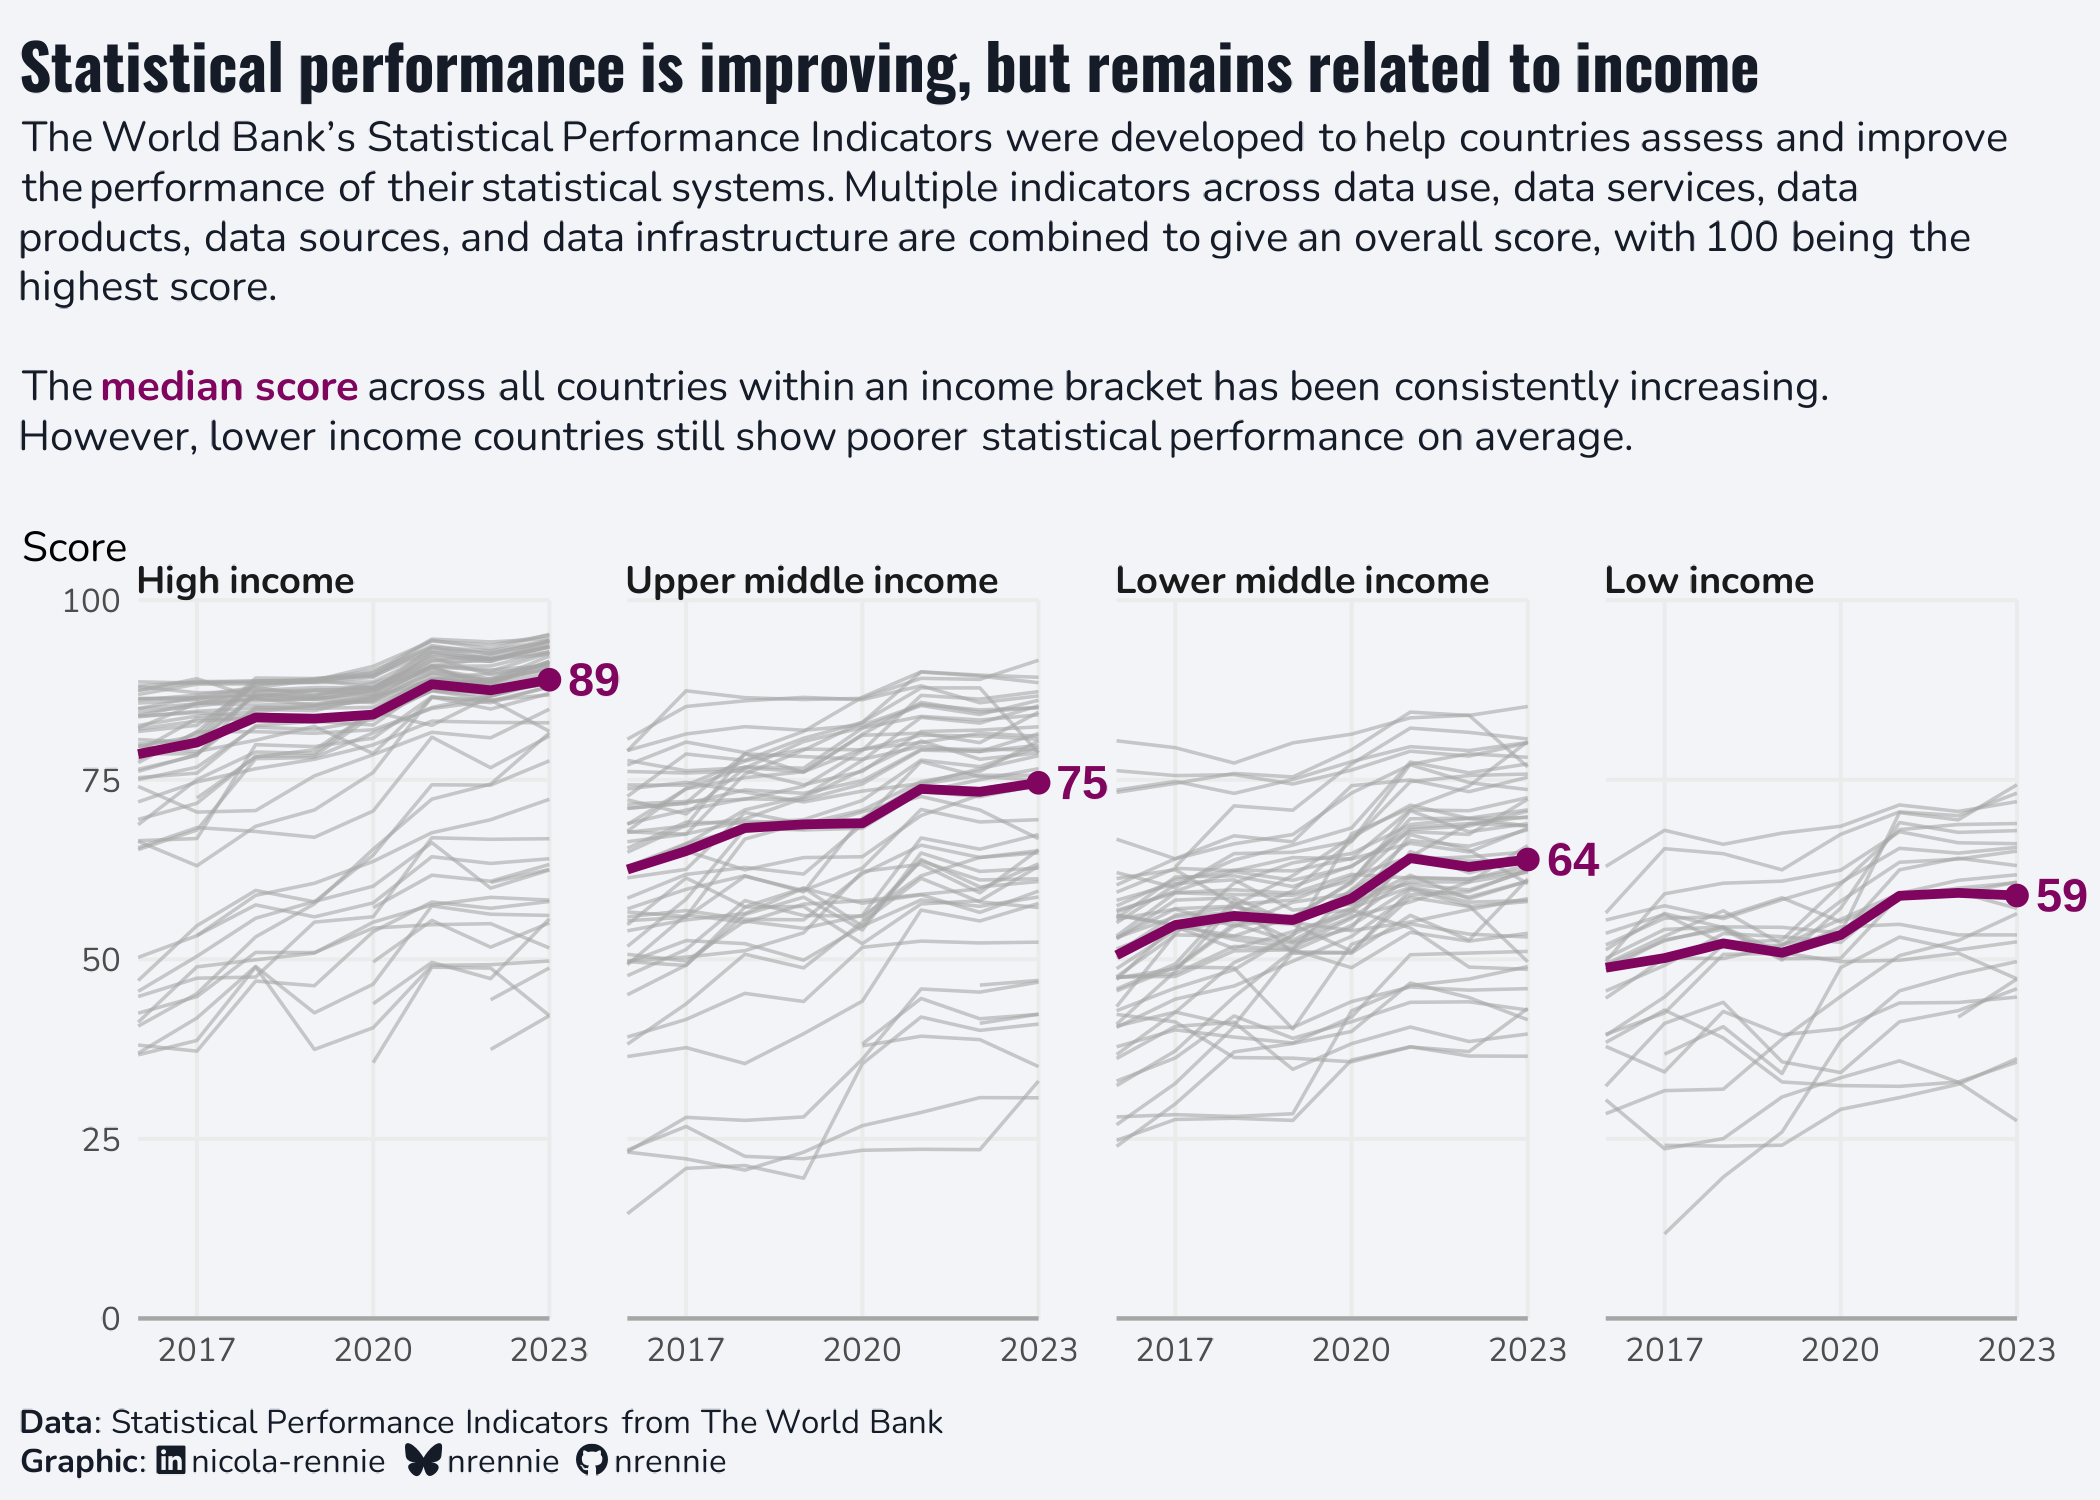 Statistical performance is improving, but remains related to income
The World Bank’s Statistical Performance Indicators were developed to help countries assess and improve
the performance of their statistical systems. Multiple indicators across data use, data services, data
products, data sources, and data infrastructure are combined to give an overall score, with 100 being the
highest score.
The median score across all countries within an income bracket has been consistently increasing.
However, lower income countries still show poorer statistical performance on average.
Score
High income
Upper middle income
Lower middle income
Low income
100
75
50
25
0
89
75
64
59
2017 2020 2023
2017 2020 2023
2017 2020 2023
2017 2020 2023
Data: Statistical Performance Indicators from The World Bank
Graphic: in nicola-rennie nrennie nrennie